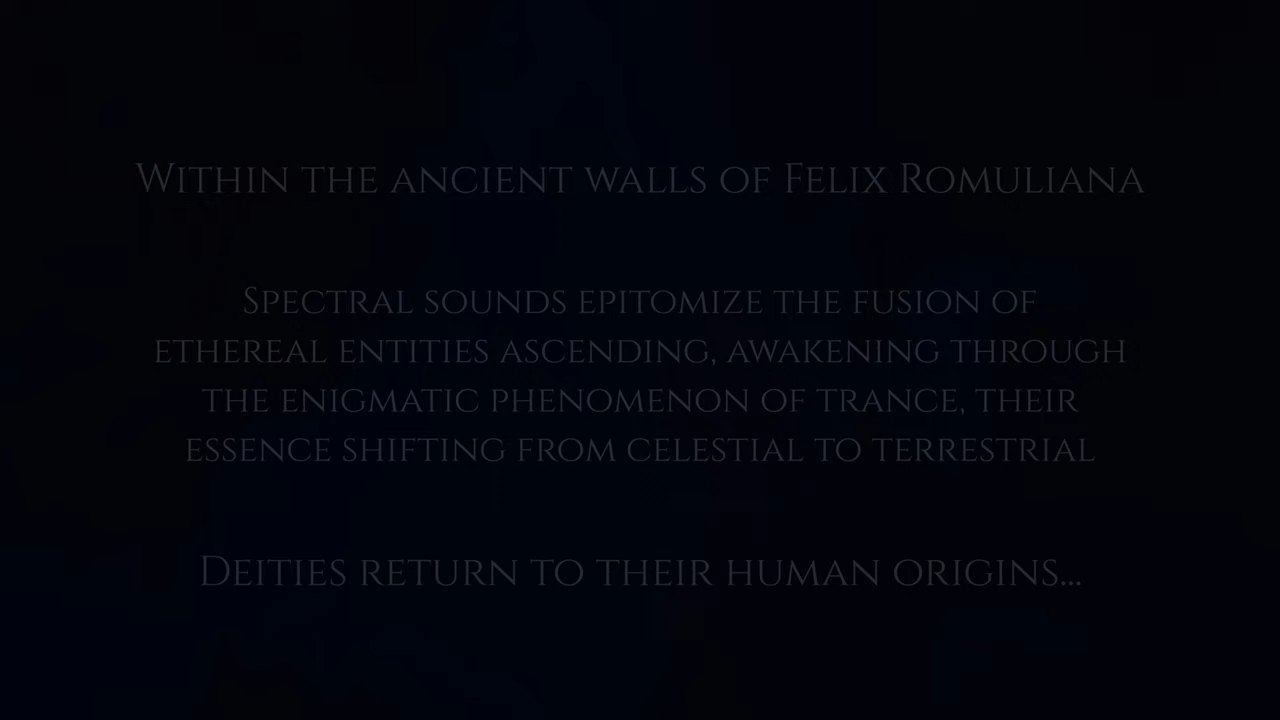 Within the ancient walls of Felix Romuliana
Spectral sounds epitomize the fusion of
ethereal entities ascending, awakening through
the enigmatic phenomenon of trance, their
essence shifting from celestial to terrestrial
Deities return to their human origins...